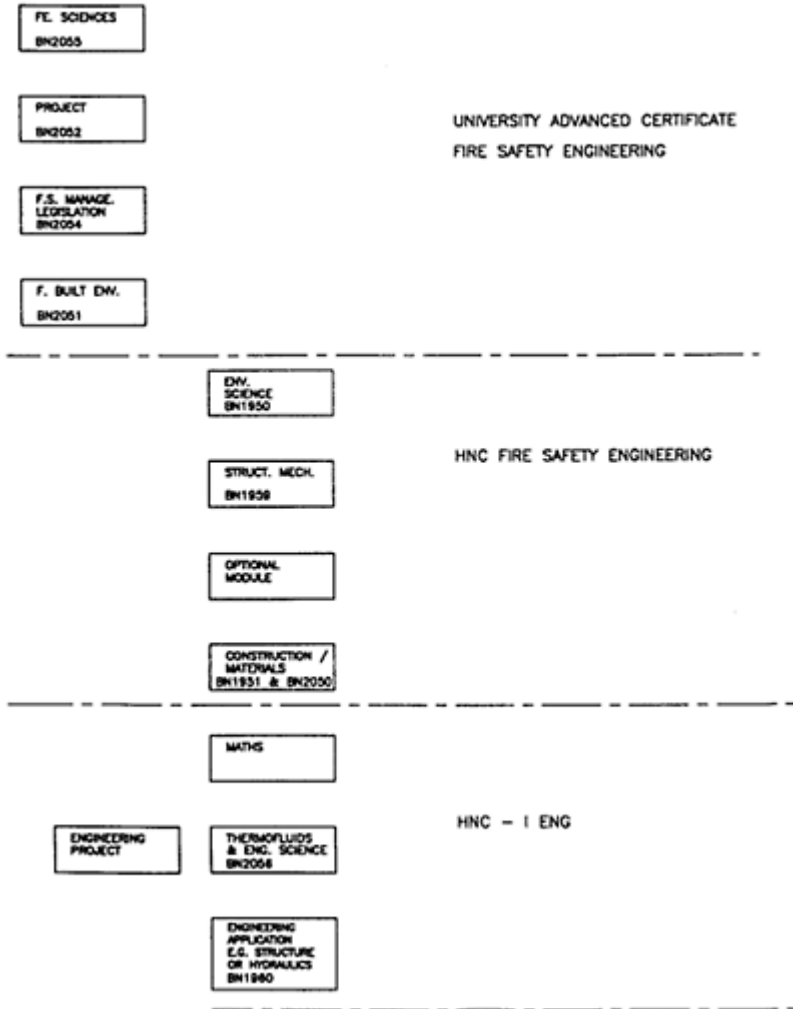 FE. SCIENCES
BN2055
PROJECT
BN2052
UNIVERSITY ADVANCED CERTIFICATE
FIRE SAFETY ENGINEERING
F.S. MANAGE.
LEGISLATION
BN2054
F. BUILT ENV.
BN2051
ENV.
SCIENCE
BN1950
HNC FIRE SAFETY ENGINEERING
STRUCT. MECH.
BN1959
OPTIONAL
MODULE
CONSTRUCTION /
MATERIALS
BN1951 & BN2050
MATHS
HNC – I ENG
ENGINEERING
PROJECT
THERMOFLUIDS
& ENG. SCIENCE
BN2056
ENGINEERING
APPLICATION
E.G. STRUCTURE
OR HYDRAULICS
BN1960